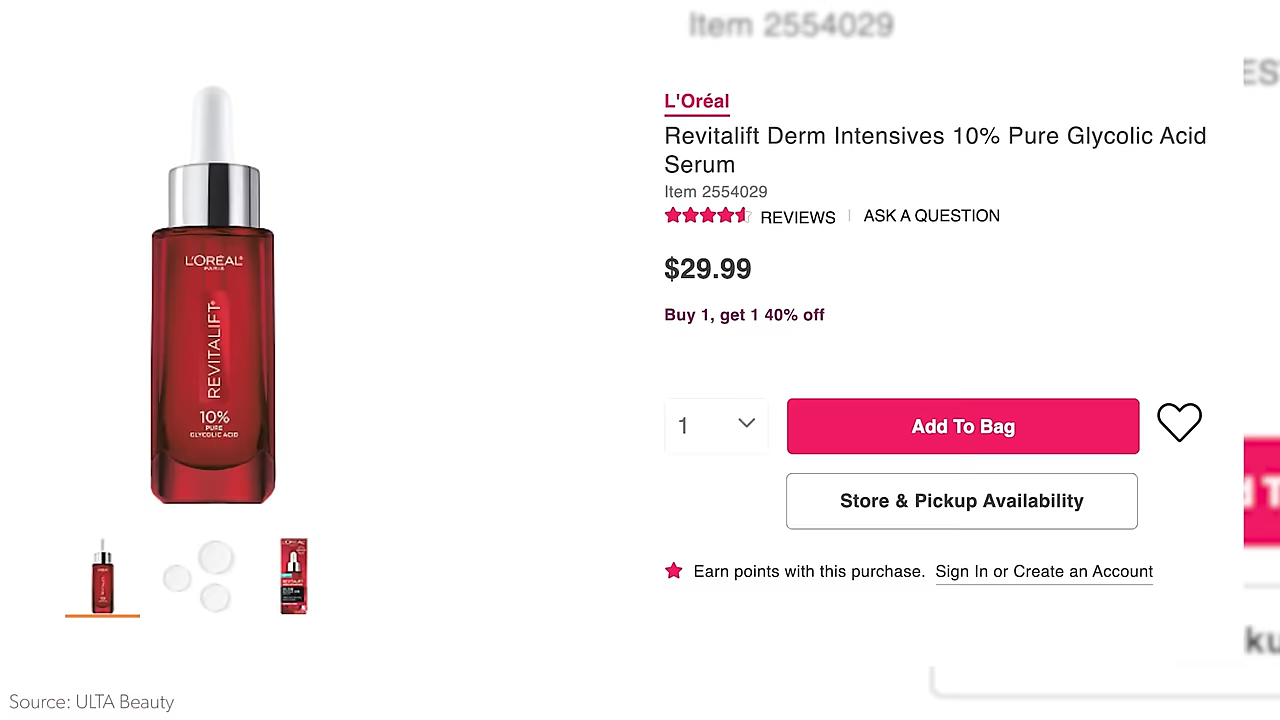 Item 2554029
L'Oréal
Revitalift Derm Intensives 10% Pure Glycolic Acid
Serum
Item 2554029
REVIEWS | ASK A QUESTION
$29.99
Buy 1, get 1 40% off
1
Add To Bag
Store & Pickup Availability
Earn points with this purchase. Sign In or Create an Account
L'ORÉAL
PARIS
REVITALIFT
10%
PURE
GLYCOLIC ACID
Source: ULTA Beauty